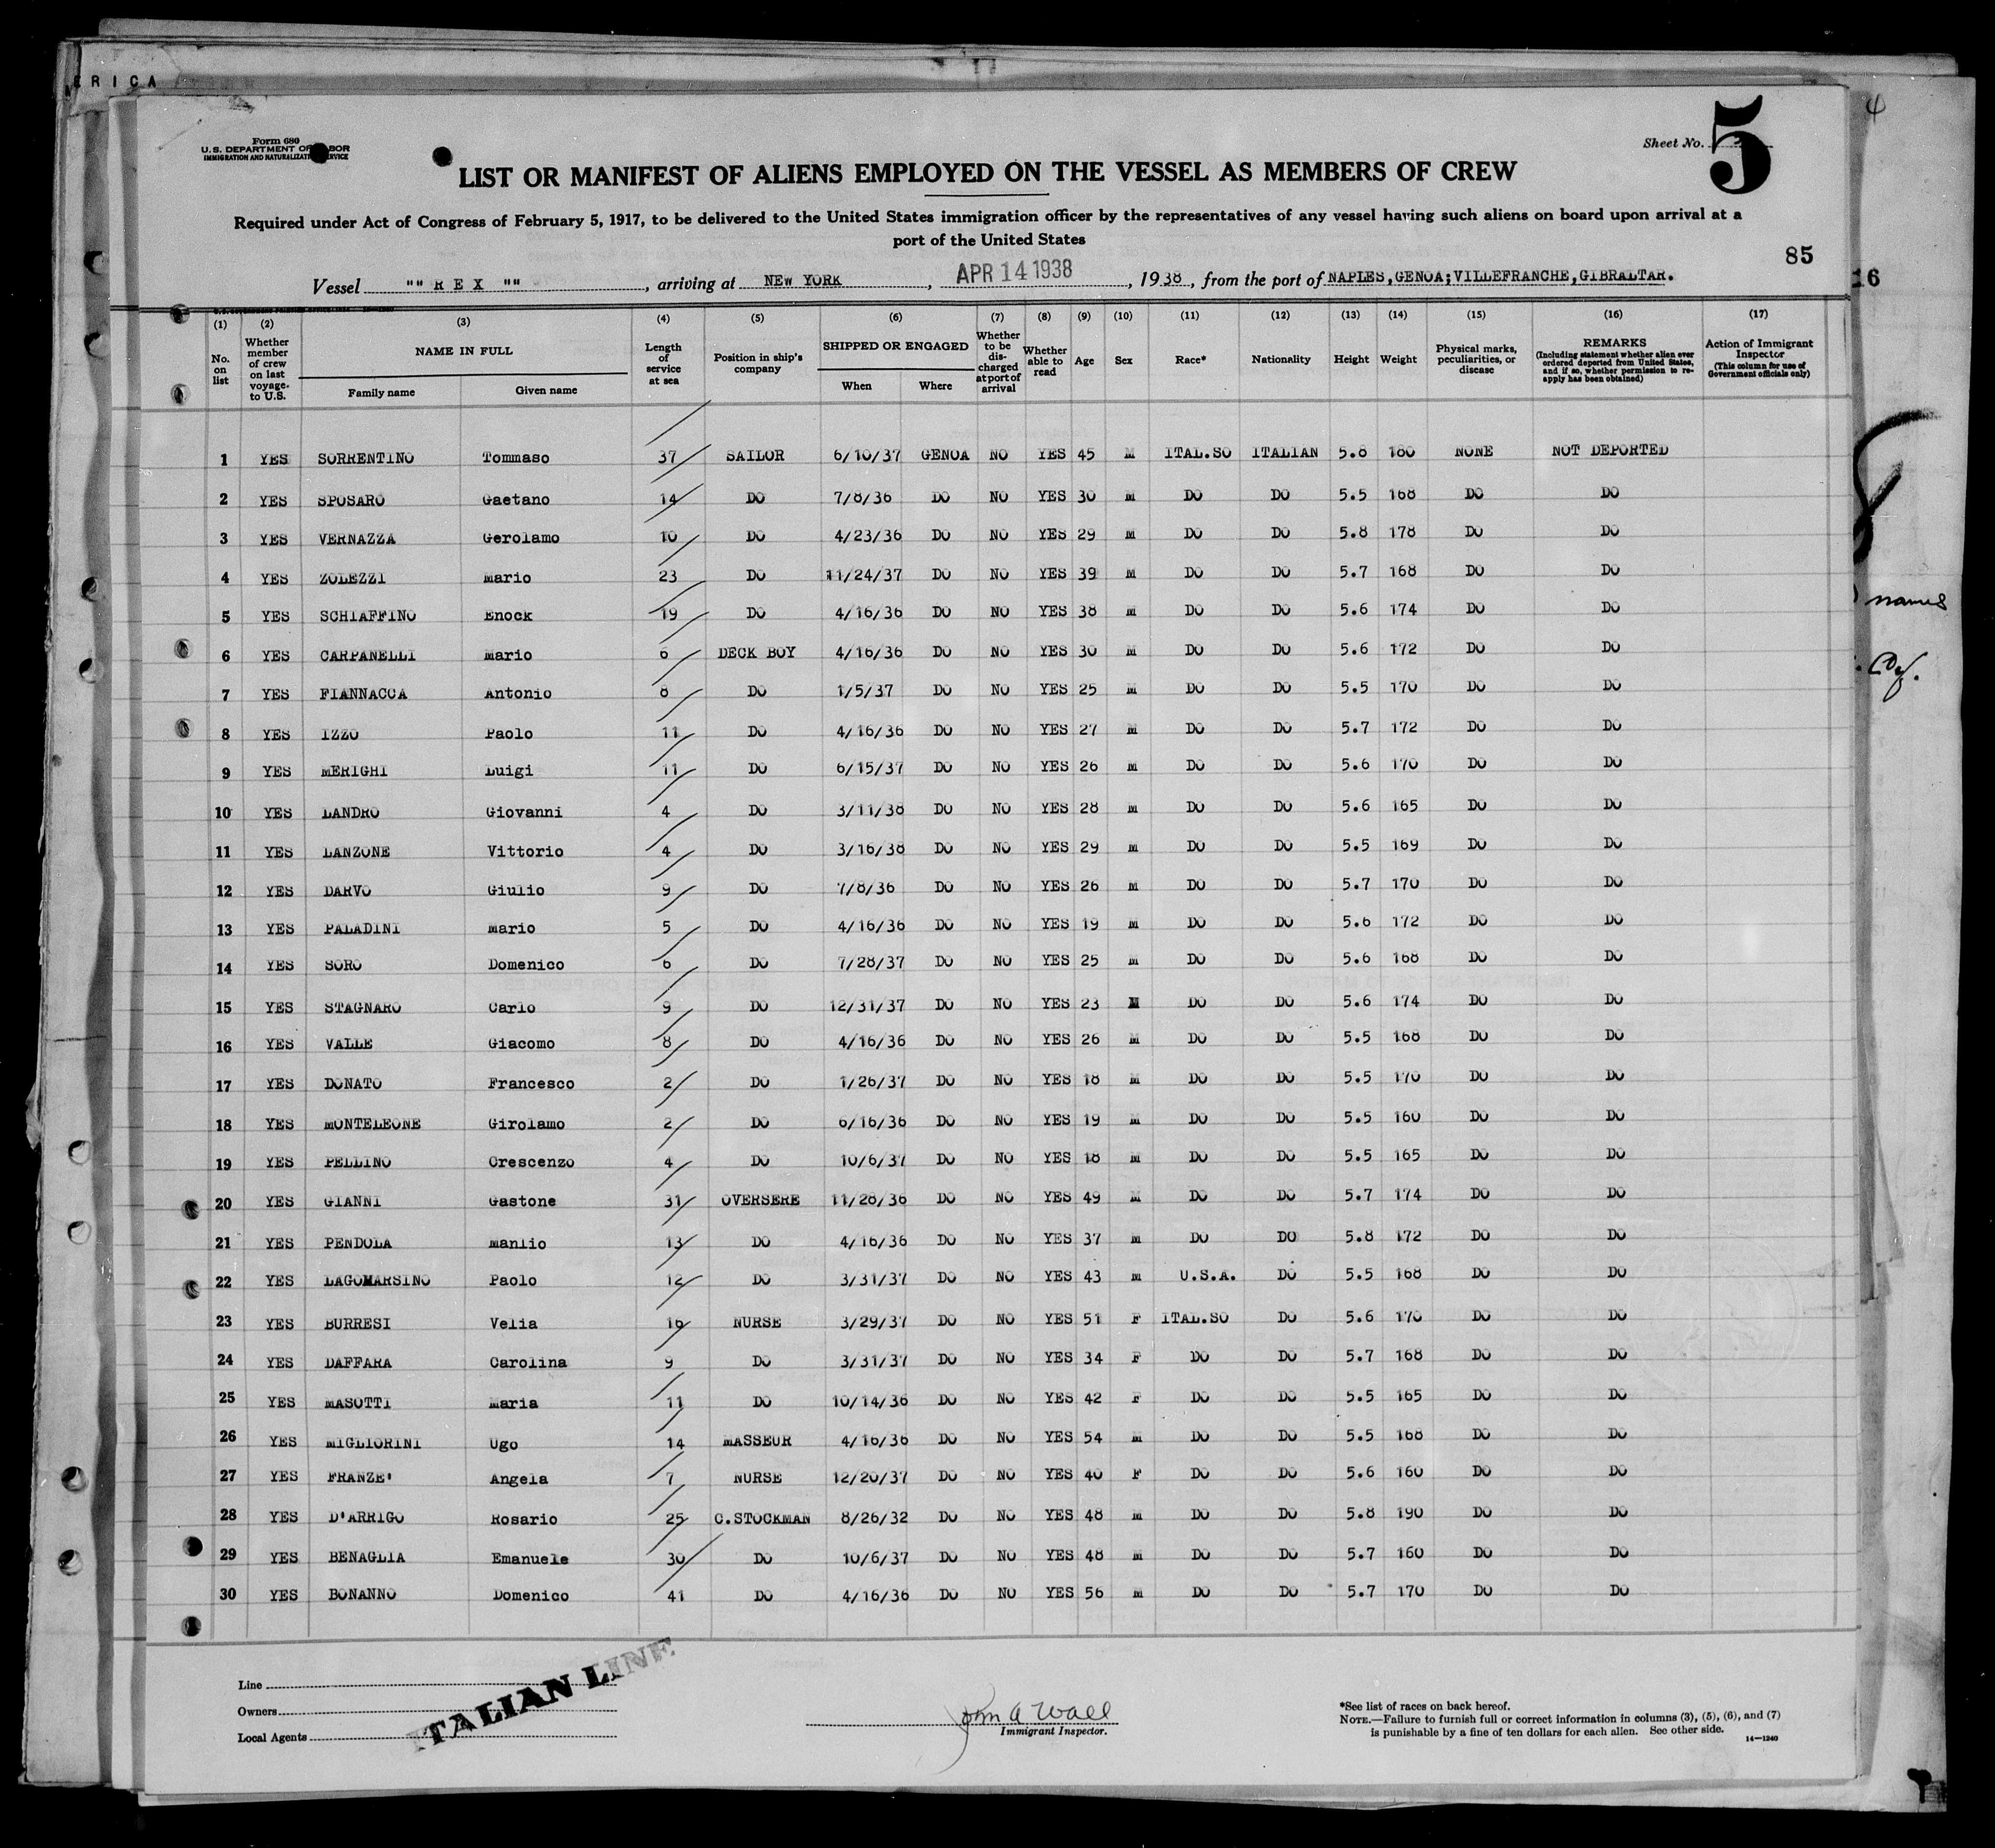 ERICA
Form 680
U. S. DEPARTMENT OF LABOR
IMMIGRATION AND NATURALIZATION SERVICE
Sheet No. 5
4
LIST OR MANIFEST OF ALIENS EMPLOYED ON THE VESSEL AS MEMBERS OF CREW
Required under Act of Congress of February 5, 1917, to be delivered to the United States immigration officer by the representatives of any vessel having such aliens on board upon arrival at a
port of the United States
85
16
Vessel "" R E X "" , arriving at NEW YORK , APR 14 1938 , 1938, from the port of NAPLES,GENOA;VILLEFRANCHE,GIBRALTAR.
(1) (2) (3) (4) (5) (6) (7) (8) (9) (10) (11) (12) (13) (14) (15) (16) (17)
No. on list
Whether member of crew on last voyage to U.S.
NAME IN FULL
Family name Given name
Length of service at sea
Position in ship's company
SHIPPED OR ENGAGED
When Where
Whether to be discharged at port of arrival
Whether able to read
Age
Sex
Race*
Nationality
Height
Weight
Physical marks, peculiarities, or disease
REMARKS
(Including statement whether alien ever ordered deported from United States, and if so, whether permission to reapply has been obtained)
Action of Immigrant Inspector
(This column for use of Government officials only)
1 YES SORRENTINO Tommaso 37 SAILOR 6/10/37 GENOA NO YES 45 M ITAL.SO ITALIAN 5.8 180 NONE NOT DEPORTED
2 YES SPOSARO Gaetano 14 DO 7/8/36 DO NO YES 30 M DO DO 5.5 168 DO DO
3 YES VERNAZZA Gerolamo 10 DO 4/23/36 DO NO YES 29 M DO DO 5.8 178 DO DO
4 YES ZOLEZZI Mario 23 DO 11/24/37 DO NO YES 39 M DO DO 5.7 168 DO DO
5 YES SCHIAFFINO Enock 19 DO 4/16/36 DO NO YES 38 M DO DO 5.6 174 DO DO
6 YES CARPANELLI Mario 6 DECK BOY 4/16/36 DO NO YES 30 M DO DO 5.6 172 DO DO
7 YES FIANNACCA Antonio 8 DO 1/5/37 DO NO YES 25 M DO DO 5.5 170 DO DO
8 YES IZZO Paolo 11 DO 4/16/36 DO NO YES 27 M DO DO 5.7 172 DO DO
9 YES MERIGHI Luigi 11 DO 6/15/37 DO NO YES 26 M DO DO 5.6 170 DO DO
10 YES LANDRO Giovanni 4 DO 3/11/38 DO NO YES 28 M DO DO 5.6 165 DO DO
11 YES LANZONE Vittorio 4 DO 3/16/38 DO NO YES 29 M DO DO 5.5 169 DO DO
12 YES DARVO Giulio 9 DO 7/8/36 DO NO YES 26 M DO DO 5.7 170 DO DO
13 YES PALADINI Mario 5 DO 4/16/36 DO NO YES 19 M DO DO 5.6 172 DO DO
14 YES SORO Domenico 6 DO 7/28/37 DO NO YES 25 M DO DO 5.6 168 DO DO
15 YES STAGNARO Carlo 9 DO 12/31/37 DO NO YES 23 M DO DO 5.6 174 DO DO
16 YES VALLE Giacomo 8 DO 4/16/36 DO NO YES 26 M DO DO 5.5 168 DO DO
17 YES DONATO Francesco 2 DO 1/26/37 DO NO YES 18 M DO DO 5.5 170 DO DO
18 YES MONTELEONE Girolamo 2 DO 6/16/36 DO NO YES 19 M DO DO 5.5 160 DO DO
19 YES PELLINO Crescenzo 4 DO 10/6/37 DO NO YES 18 M DO DO 5.5 165 DO DO
20 YES GIANNI Gastone 31 OVERSERE 11/28/36 DO NO YES 49 M DO DO 5.7 174 DO DO
21 YES PENDOLA Manlio 13 DO 4/16/36 DO NO YES 37 M DO DO 5.8 172 DO DO
22 YES LAGOMARSINO Paolo 12 DO 3/31/37 DO NO YES 43 M U.S.A. DO 5.5 168 DO DO
23 YES BURRESI Velia 16 NURSE 3/29/37 DO NO YES 51 F ITAL.SO DO 5.6 170 DO DO
24 YES DAFFARA Carolina 9 DO 3/31/37 DO NO YES 34 F DO DO 5.7 168 DO DO
25 YES MASOTTI Maria 11 DO 10/14/36 DO NO YES 42 F DO DO 5.5 165 DO DO
26 YES MIGLIORINI Ugo 14 MASSEUR 4/16/36 DO NO YES 54 M DO DO 5.5 168 DO DO
27 YES FRANZE' Angela 7 NURSE 12/20/37 DO NO YES 40 F DO DO 5.6 160 DO DO
28 YES D'ARRIGO Rosario 25 C.STOCKMAN 8/26/32 DO NO YES 48 M DO DO 5.8 190 DO DO
29 YES BENAGLIA Emanuele 30 DO 10/6/37 DO NO YES 48 M DO DO 5.7 160 DO DO
30 YES BONANNO Domenico 41 DO 4/16/36 DO NO YES 56 M DO DO 5.7 170 DO DO
names
Line
Owners
Local Agents
ITALIAN LINE
John A Wall
Immigrant Inspector.
*See list of races on back hereof.
NOTE.—Failure to furnish full or correct information in columns (3), (5), (6), and (7)
is punishable by a fine of ten dollars for each alien. See other side.
14—1240